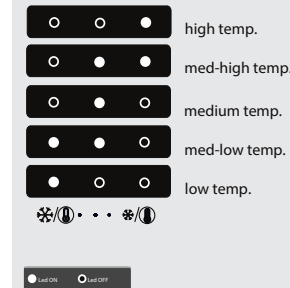 high temp.
med-high temp.
medium temp.
med-low temp.
low temp.
Led ON Led OFF